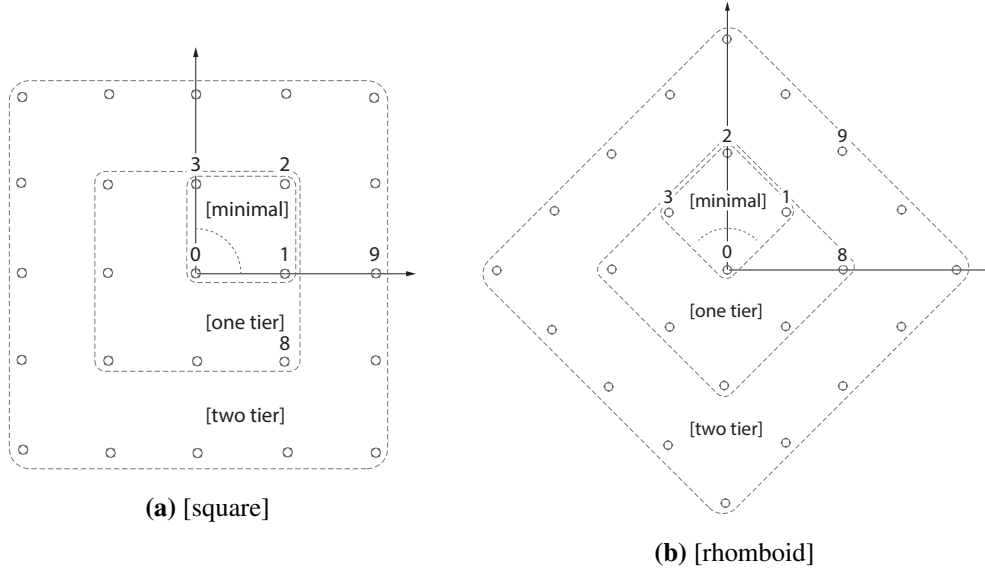 3 2
[minimal]
0 1 9
[one tier]
8
[two tier]
(a) [square]
2
9
3 [minimal] 1
0
8
[one tier]
[two tier]
(b) [rhomboid]